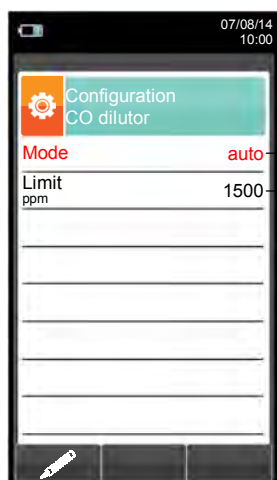 07/08/14
10:00
Configuration
CO dilutor
Mode auto
Limit 1500
ppm